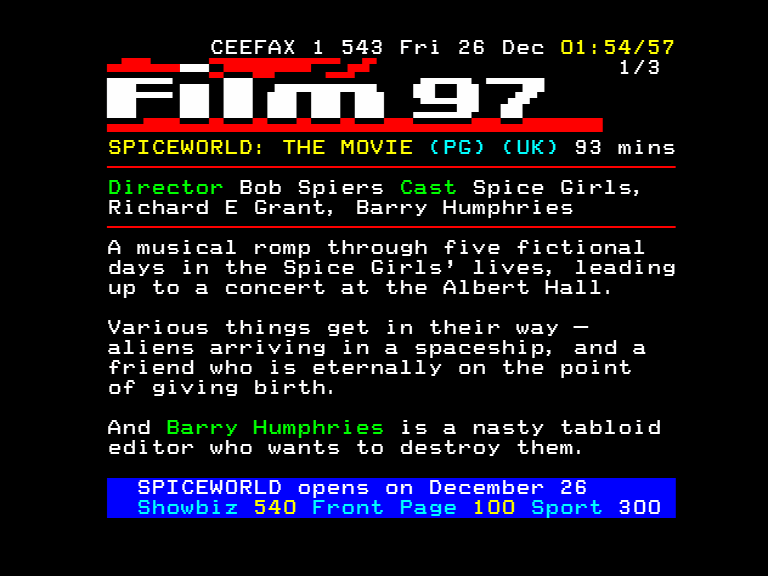 CEEFAX 1 543 Fri 26 Dec 01:54/57
1/3
Film 97
SPICEWORLD: THE MOVIE (PG) (UK) 93 mins
Director Bob Spiers Cast Spice Girls,
Richard E Grant, Barry Humphries
A musical romp through five fictional
days in the Spice Girls' lives, leading
up to a concert at the Albert Hall.
Various things get in their way –
aliens arriving in a spaceship, and a
friend who is eternally on the point
of giving birth.
And Barry Humphries is a nasty tabloid
editor who wants to destroy them.
SPICEWORLD opens on December 26
Showbiz 540 Front Page 100 Sport 300